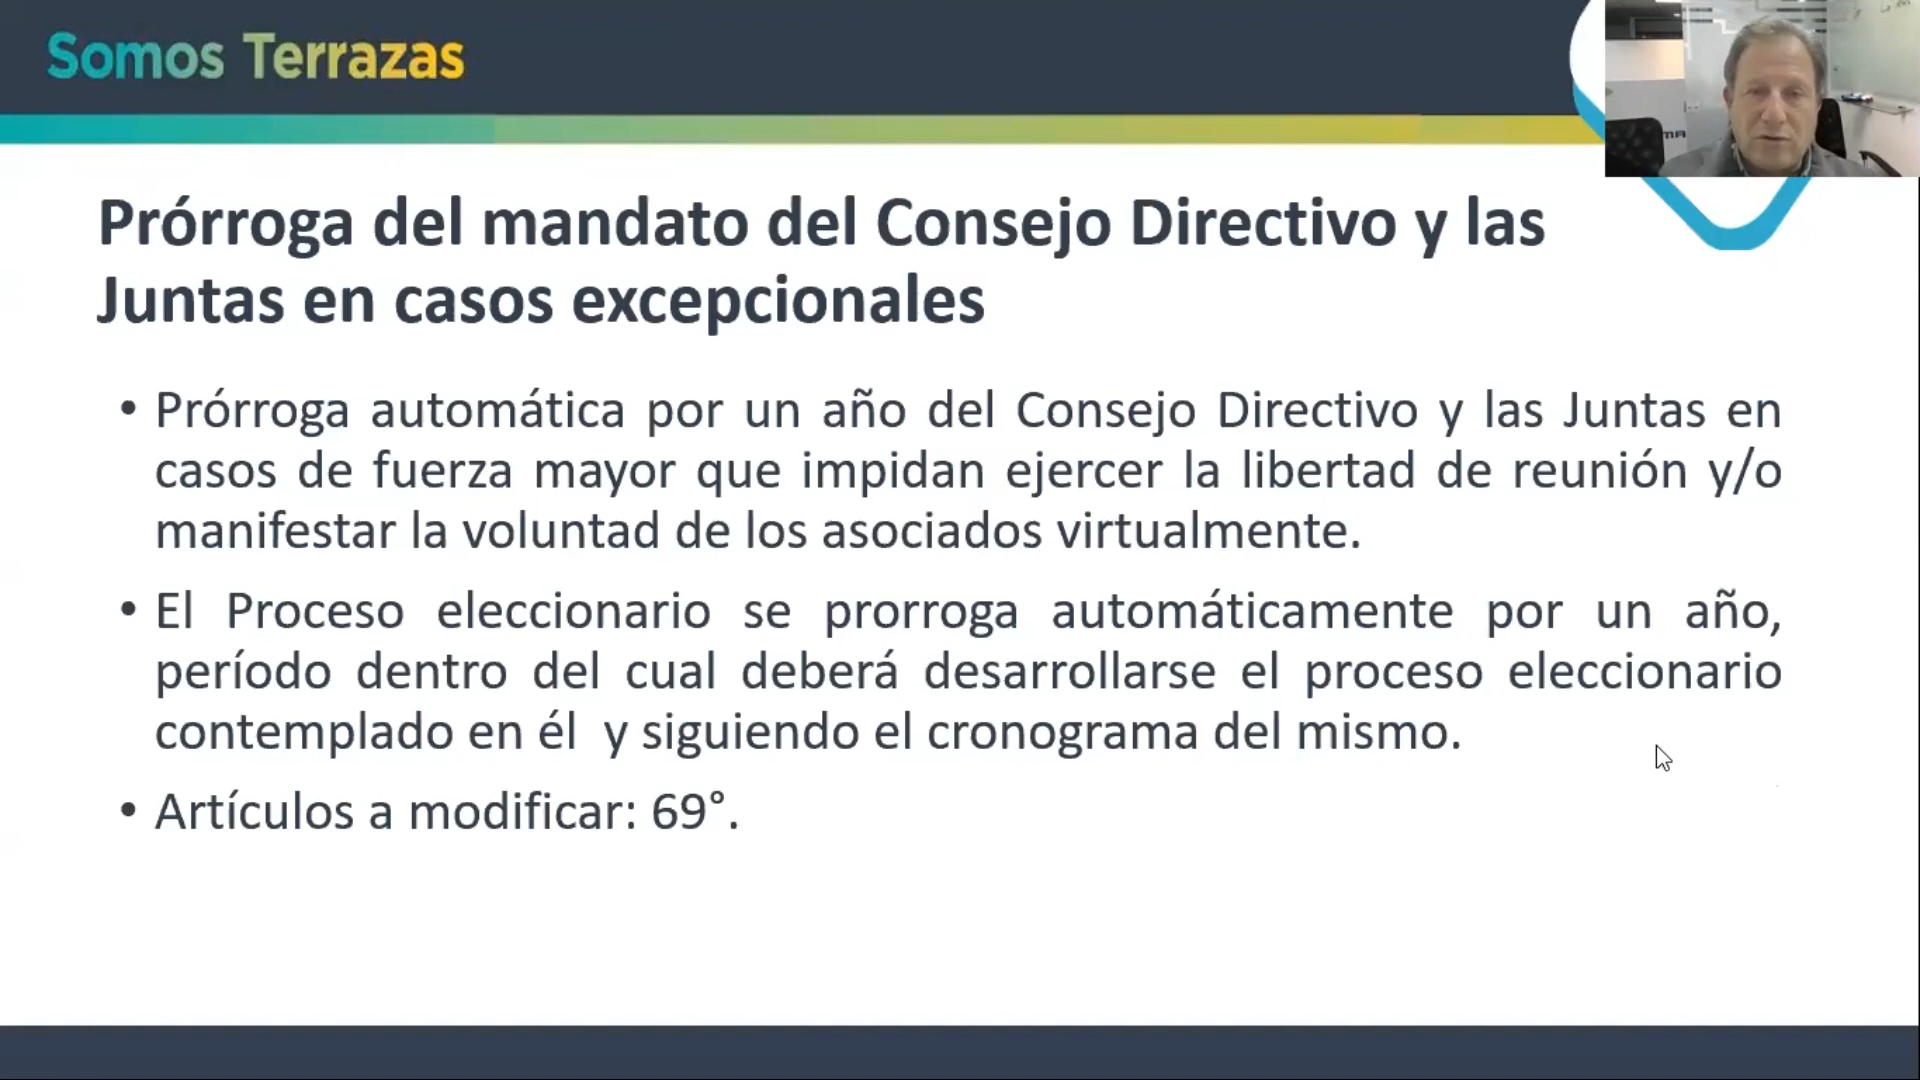 Somos Terrazas
Prórroga del mandato del Consejo Directivo y las
Juntas en casos excepcionales
• Prórroga automática por un año del Consejo Directivo y las Juntas en
casos de fuerza mayor que impidan ejercer la libertad de reunión y/o
manifestar la voluntad de los asociados virtualmente.
• El Proceso eleccionario se prorroga automáticamente por un año,
período dentro del cual deberá desarrollarse el proceso eleccionario
contemplado en él y siguiendo el cronograma del mismo.
• Artículos a modificar: 69°.